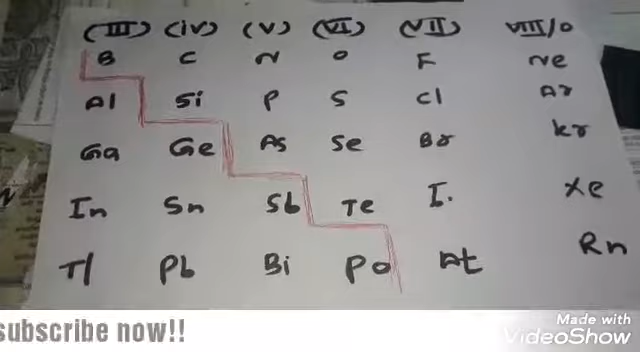 (III) (iv) (V) (VI) (VII) VIII/0
B C N O F Ne
Al Si P S Cl Ar
Ga Ge As Se Br kr
In Sn Sb Te I. Xe
Tl Pb Bi Po At Rn
subscribe now!!
Made with
VideoShow